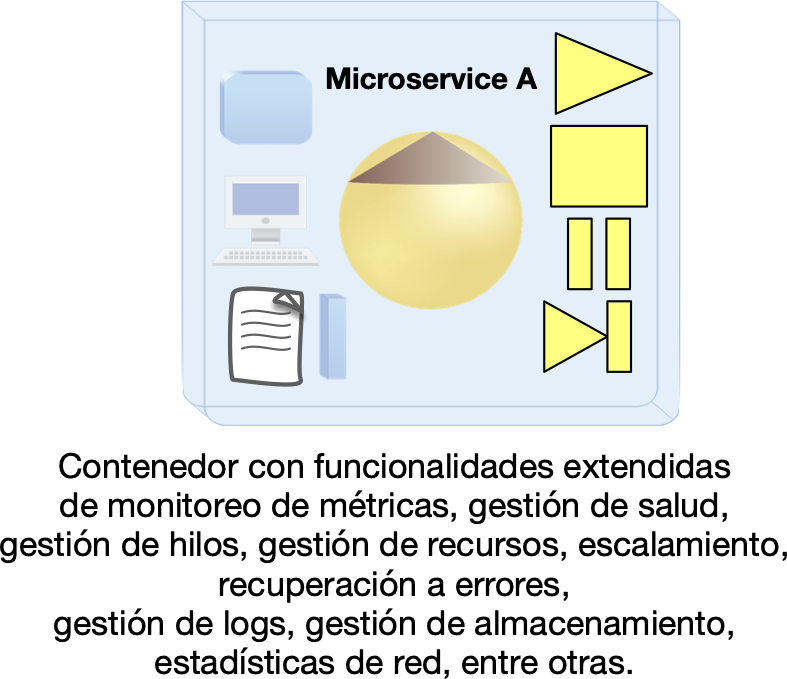 Microservice A
Contenedor con funcionalidades extendidas
de monitoreo de métricas, gestión de salud,
gestión de hilos, gestión de recursos, escalamiento,
recuperación a errores,
gestión de logs, gestión de almacenamiento,
estadísticas de red, entre otras.